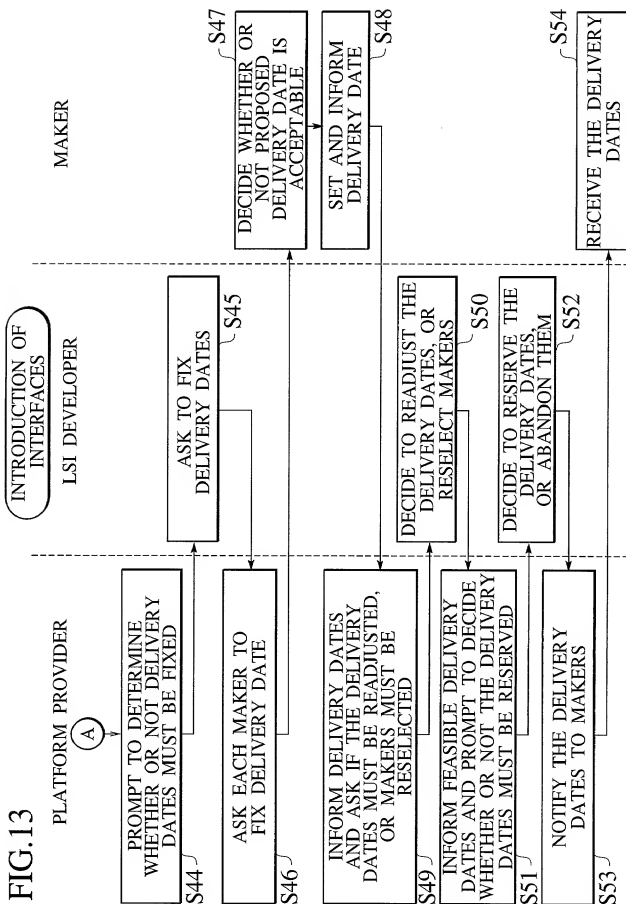 FIG.13
INTRODUCTION OF
INTERFACES
PLATFORM PROVIDER
LSI DEVELOPER
MAKER
A
PROMPT TO DETERMINE
WHETHER OR NOT DELIVERY
DATES MUST BE FIXED
S44
ASK TO FIX
DELIVERY DATES
S45
ASK EACH MAKER TO
FIX DELIVERY DATE
S46
DECIDE WHETHER OR
NOT PROPOSED
DELIVERY DATE IS
ACCEPTABLE
S47
SET AND INFORM
DELIVERY DATE
S48
INFORM DELIVERY DATES
AND ASK IF THE DELIVERY
DATES MUST BE READJUSTED,
OR MAKERS MUST BE
RESELECTED
S49
DECIDE TO READJUST THE
DELIVERY DATES, OR
RESELECT MAKERS
S50
INFORM FEASIBLE DELIVERY
DATES AND PROMPT TO DECIDE
WHETHER OR NOT THE DELIVERY
DATES MUST BE RESERVED
S51
DECIDE TO RESERVE THE
DELIVERY DATES,
OR ABANDON THEM
S52
NOTIFY THE DELIVERY
DATES TO MAKERS
S53
RECEIVE THE DELIVERY
DATES
S54